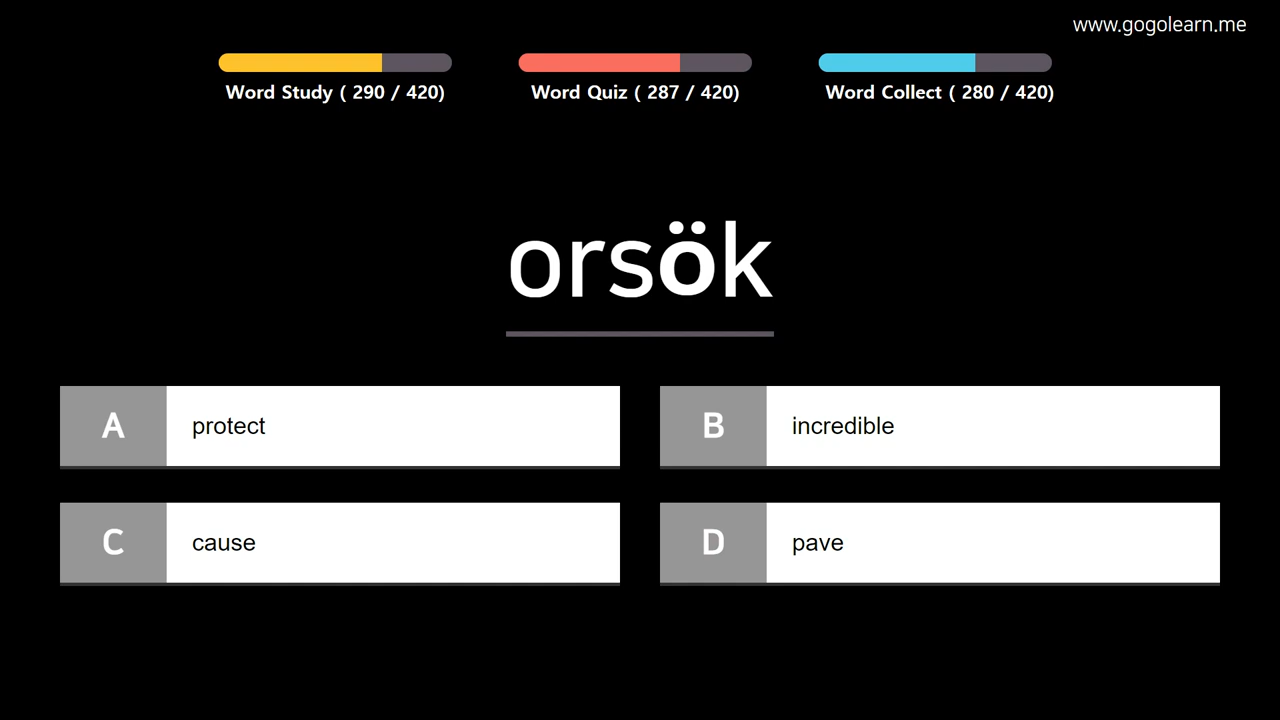 www.gogolearn.me
Word Study ( 290 / 420)
Word Quiz ( 287 / 420)
Word Collect ( 280 / 420)
orsök
A protect
B incredible
C cause
D pave